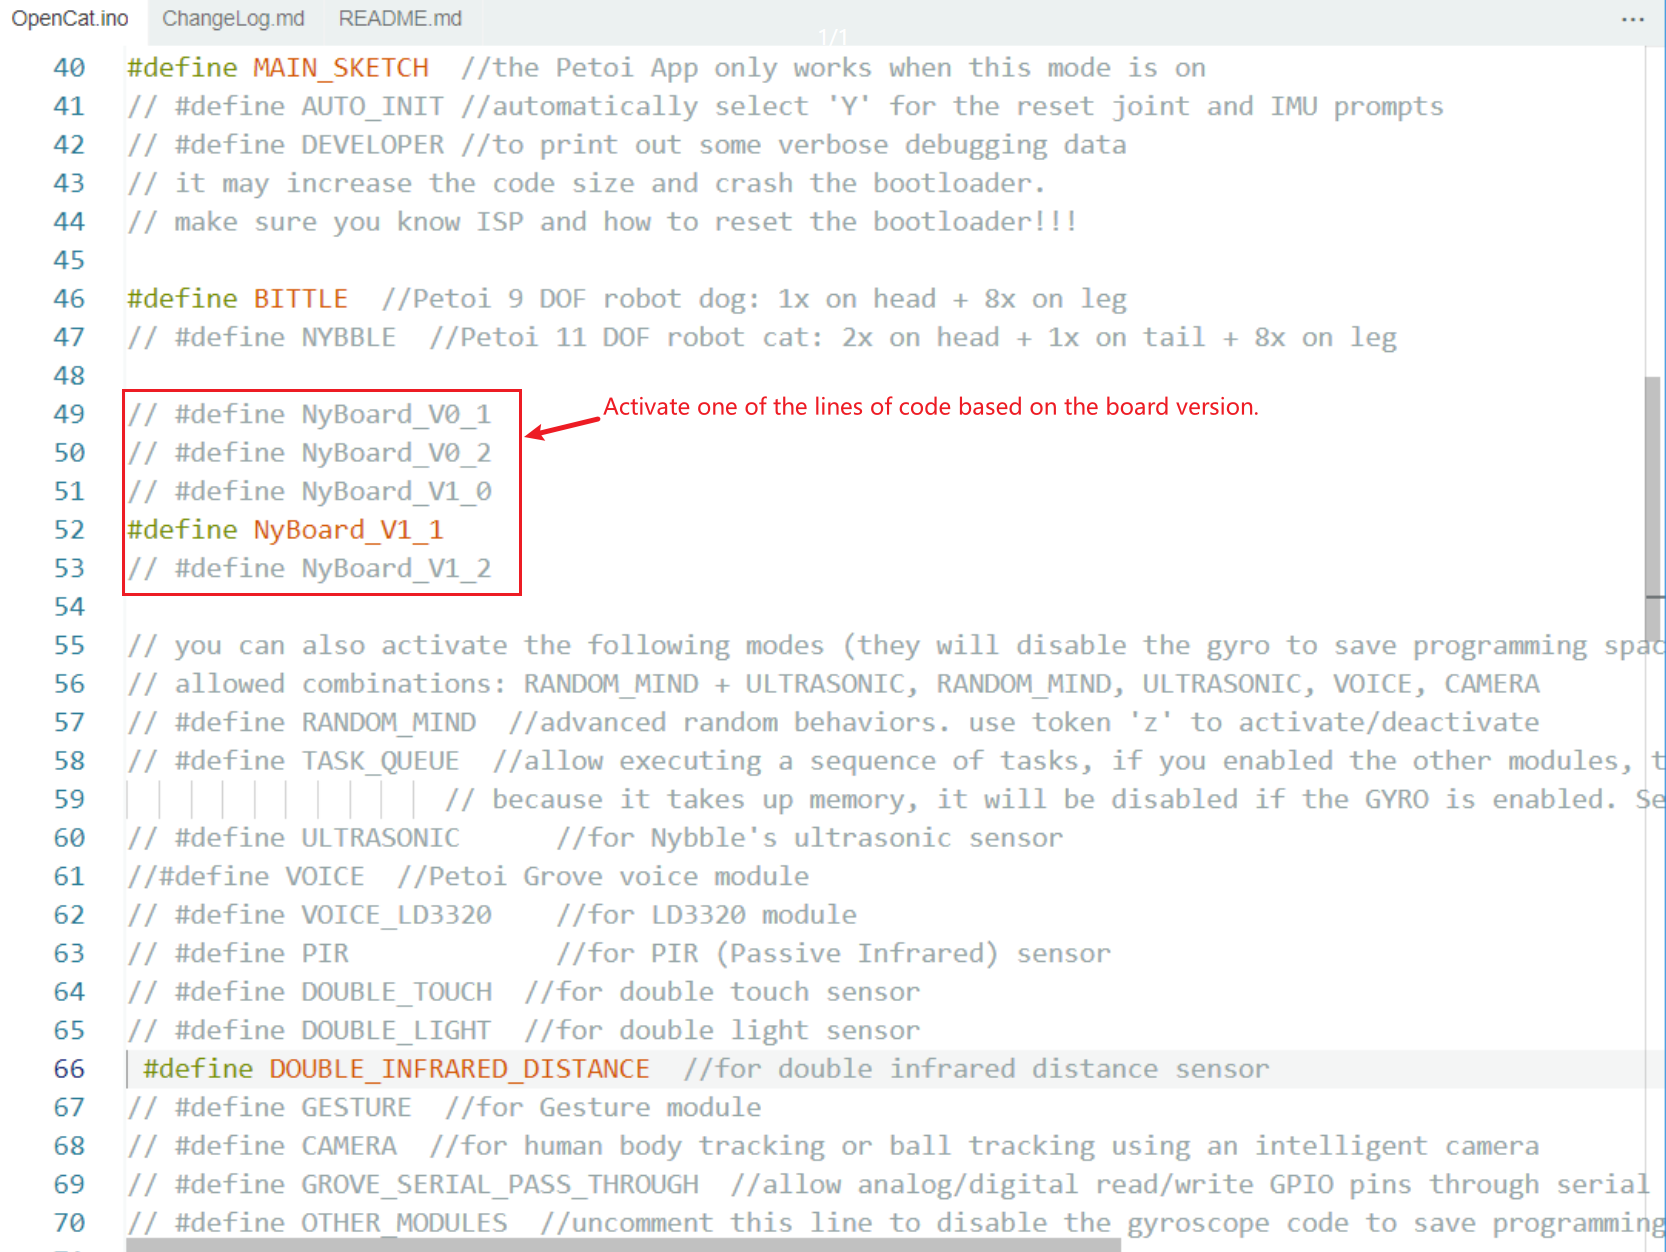 OpenCat.ino ChangeLog.md README.md ...
1/1
40 #define MAIN_SKETCH //the Petoi App only works when this mode is on
41 // #define AUTO_INIT //automatically select 'Y' for the reset joint and IMU prompts
42 // #define DEVELOPER //to print out some verbose debugging data
43 // it may increase the code size and crash the bootloader.
44 // make sure you know ISP and how to reset the bootloader!!!
45
46 #define BITTLE //Petoi 9 DOF robot dog: 1x on head + 8x on leg
47 // #define NYBBLE //Petoi 11 DOF robot cat: 2x on head + 1x on tail + 8x on leg
48
49 // #define NyBoard_V0_1
Activate one of the lines of code based on the board version.
50 // #define NyBoard_V0_2
51 // #define NyBoard_V1_0
52 #define NyBoard_V1_1
53 // #define NyBoard_V1_2
54
55 // you can also activate the following modes (they will disable the gyro to save programming spac
56 // allowed combinations: RANDOM_MIND + ULTRASONIC, RANDOM_MIND, ULTRASONIC, VOICE, CAMERA
57 // #define RANDOM_MIND //advanced random behaviors. use token 'z' to activate/deactivate
58 // #define TASK_QUEUE //allow executing a sequence of tasks, if you enabled the other modules, t
59 // because it takes up memory, it will be disabled if the GYRO is enabled. Se
60 // #define ULTRASONIC //for Nybble's ultrasonic sensor
61 //#define VOICE //Petoi Grove voice module
62 // #define VOICE_LD3320 //for LD3320 module
63 // #define PIR //for PIR (Passive Infrared) sensor
64 // #define DOUBLE_TOUCH //for double touch sensor
65 // #define DOUBLE_LIGHT //for double light sensor
66 #define DOUBLE_INFRARED_DISTANCE //for double infrared distance sensor
67 // #define GESTURE //for Gesture module
68 // #define CAMERA //for human body tracking or ball tracking using an intelligent camera
69 // #define GROVE_SERIAL_PASS_THROUGH //allow analog/digital read/write GPIO pins through serial
70 // #define OTHER_MODULES //uncomment this line to disable the gyroscope code to save programming